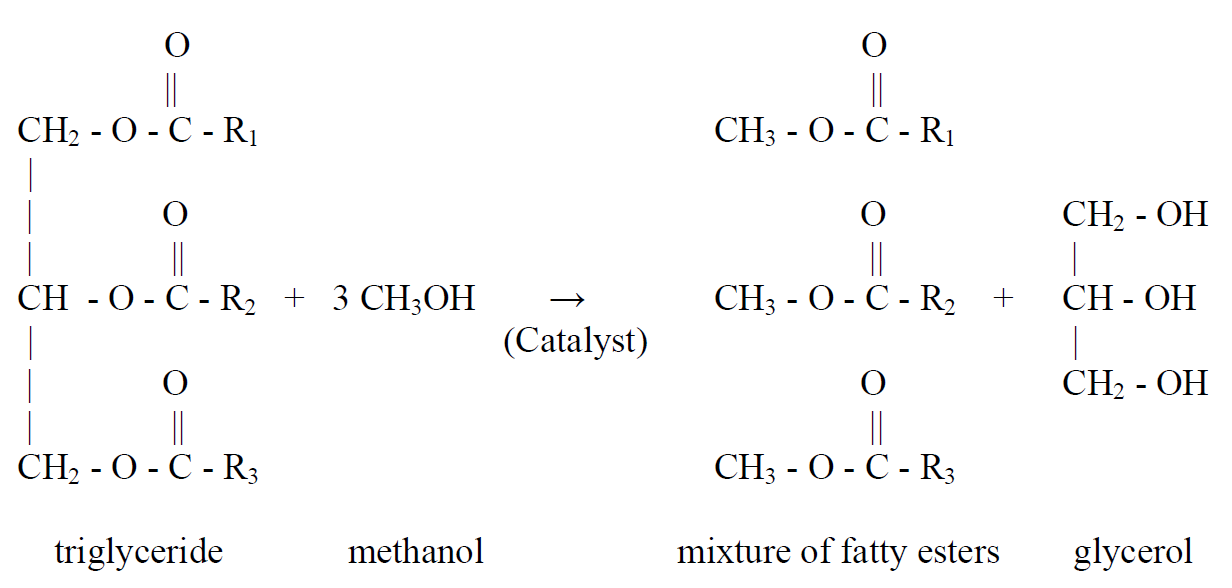 O O
|| ||
CH₂ - O - C - R₁ CH₃ - O - C - R₁
|
| O O CH₂ - OH
| || || |
CH - O - C - R₂ + 3 CH₃OH → CH₃ - O - C - R₂ + CH - OH
| (Catalyst) |
| O O CH₂ - OH
| || ||
CH₂ - O - C - R₃ CH₃ - O - C - R₃
triglyceride methanol mixture of fatty esters glycerol